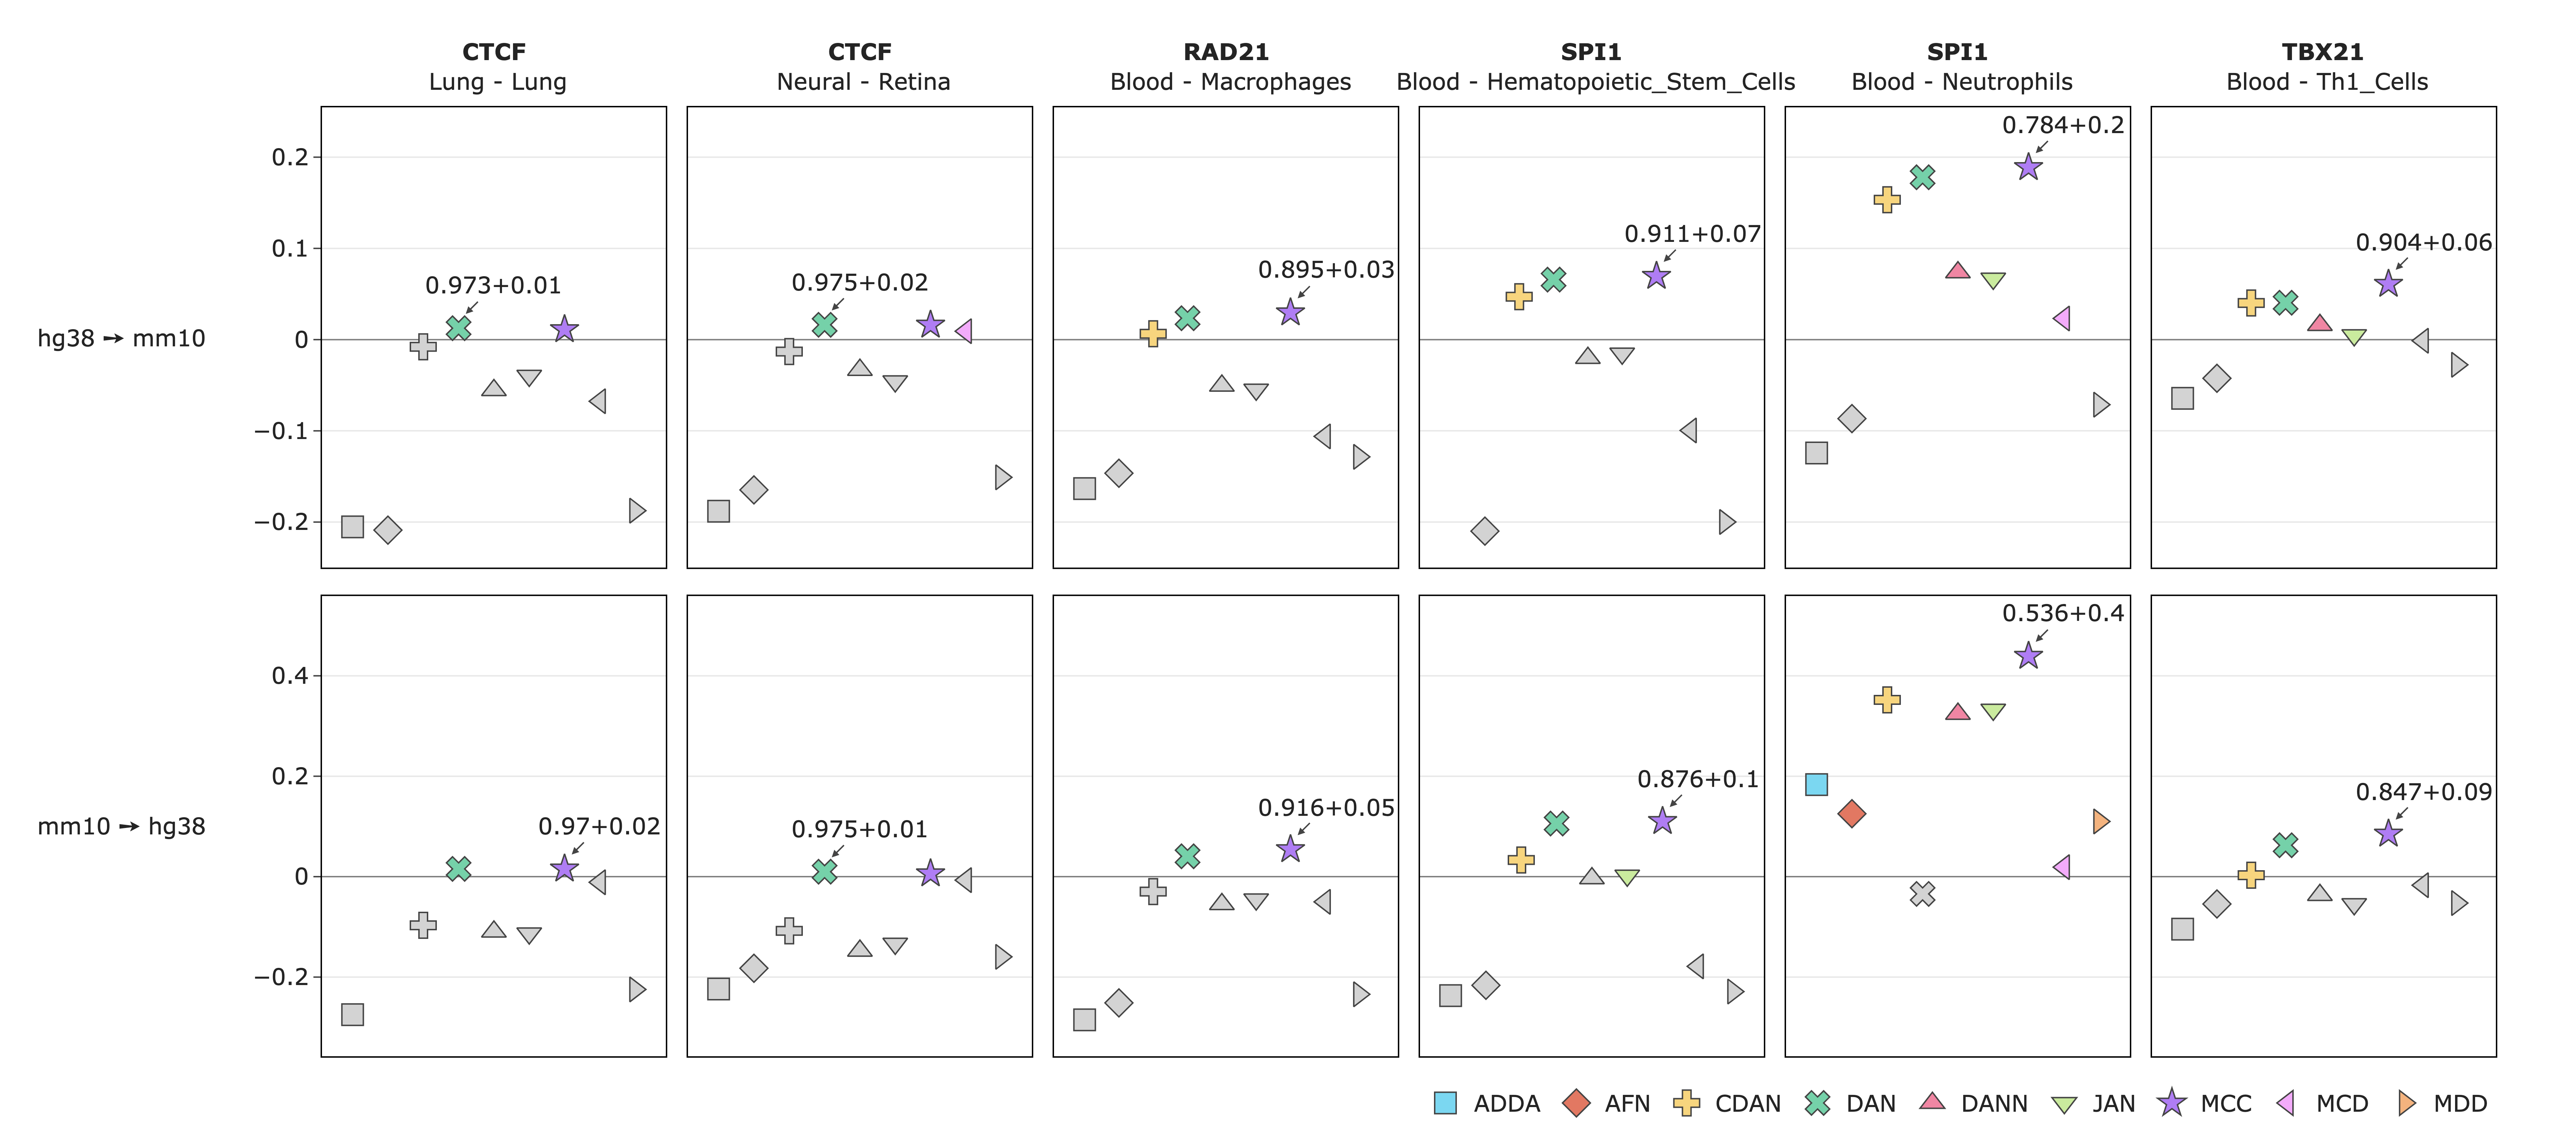 CTCF
Lung - Lung
CTCF
Neural - Retina
RAD21
Blood - Macrophages
SPI1
Blood - Hematopoietic_Stem_Cells
SPI1
Blood - Neutrophils
TBX21
Blood - Th1_Cells
hg38 → mm10
0.2
0.1
0
−0.1
−0.2
0.973+0.01
0.975+0.02
0.895+0.03
0.911+0.07
0.784+0.2
0.904+0.06
mm10 → hg38
0.4
0.2
0
−0.2
0.97+0.02
0.975+0.01
0.916+0.05
0.876+0.1
0.536+0.4
0.847+0.09
ADDA AFN CDAN DAN DANN JAN MCC MCD MDD